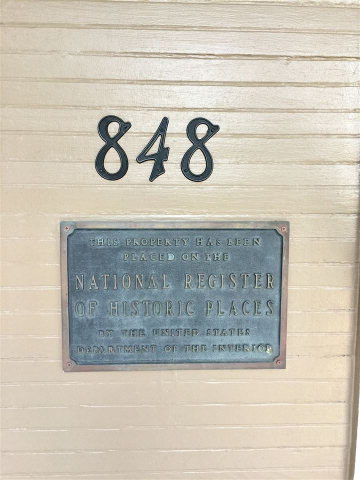 848
THIS PROPERTY HAS BEEN
PLACED ON THE
NATIONAL REGISTER
OF HISTORIC PLACES
BY THE UNITED STATES
DEPARTMENT OF THE INTERIOR